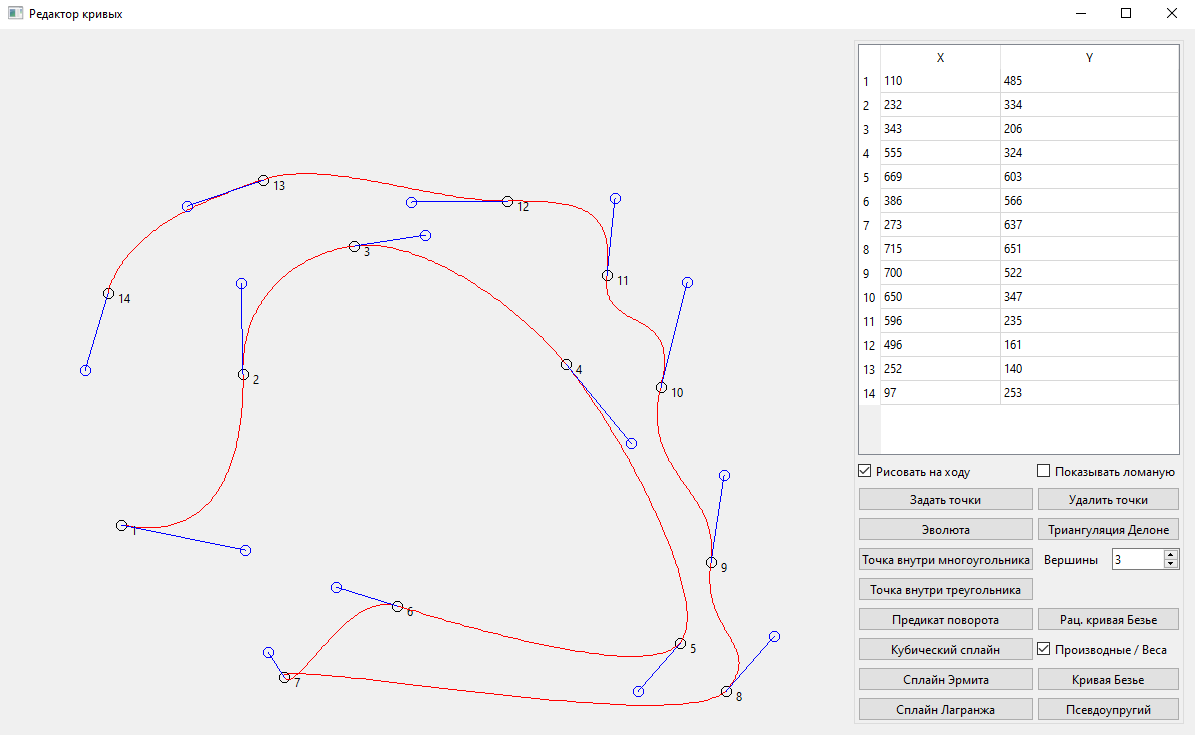 Редактор кривых
X Y
1 110 485
2 232 334
3 343 206
4 555 324
5 669 603
6 386 566
7 273 637
8 715 651
9 700 522
10 650 347
11 596 235
12 496 161
13 252 140
14 97 253
13
12
3
11
14
4
2
10
1
9
6
5
7
8
Рисовать на ходу Показывать ломаную
Задать точки Удалить точки
Эволюта Триангуляция Делоне
Точка внутри многоугольника Вершины 3
Точка внутри треугольника
Предикат поворота Рац. кривая Безье
Кубический сплайн Производные / Веса
Сплайн Эрмита Кривая Безье
Сплайн Лагранжа Псевдоупругий